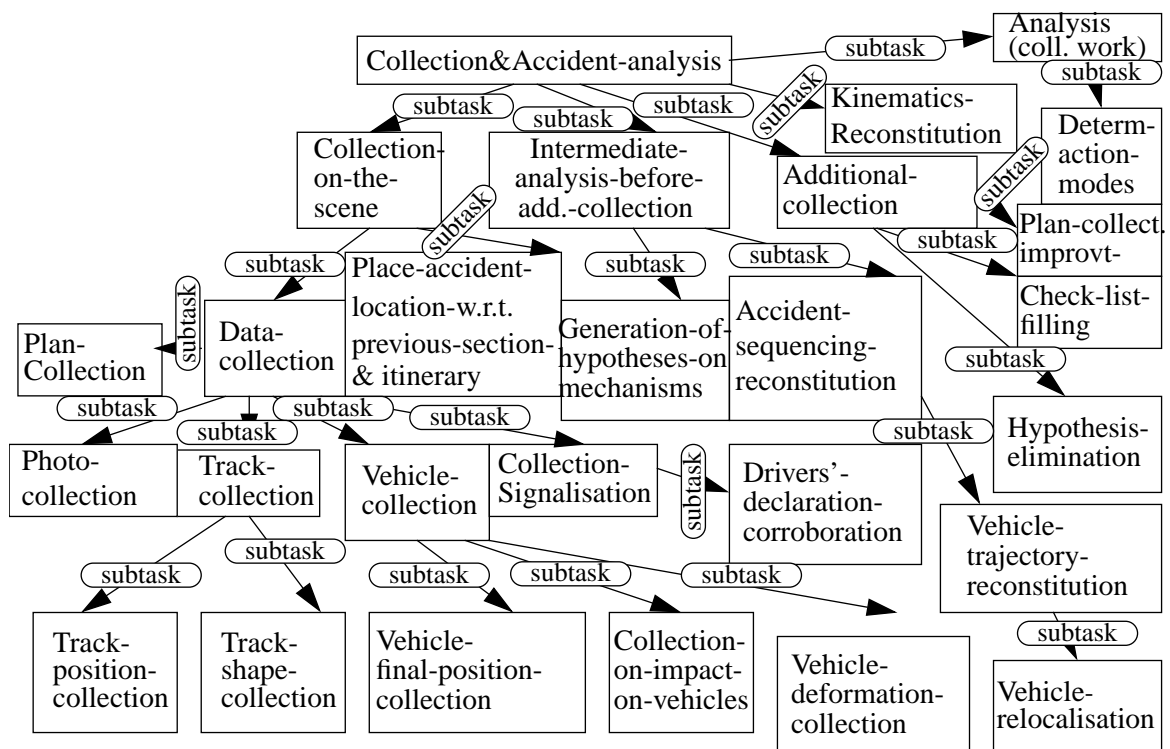 Analysis
(coll. work)
subtask
Collection&Accident-analysis
subtask
subtask
subtask
subtask
subtask
subtask
Kinematics-
Reconstitution
Collection-
on-the-
scene
Intermediate-
analysis-before-
add.-collection
Additional-
collection
Determ-
action-
modes
subtask
subtask
subtask
subtask
subtask
subtask
subtask
Plan-collect.
improvt-
Place-accident-
location-w.r.t.
previous-section-
& itinerary
Check-list-
filling
subtask
Plan-
Collection
Data-
collection
Generation-of-
hypotheses-on
mechanisms
Accident-
sequencing-
reconstitution
subtask
subtask
subtask
subtask
subtask
subtask
Hypothesis-
elimination
Photo-
collection
Track-
collection
Vehicle-
collection
Collection-
Signalisation
subtask
Drivers’-
declaration-
corroboration
Vehicle-
trajectory-
reconstitution
subtask
subtask
subtask
subtask
subtask
subtask
Track-
position-
collection
Track-
shape-
collection
Vehicle-
final-position-
collection
Collection-
on-impact-
on-vehicles
Vehicle-
deformation-
collection
Vehicle-
relocalisation